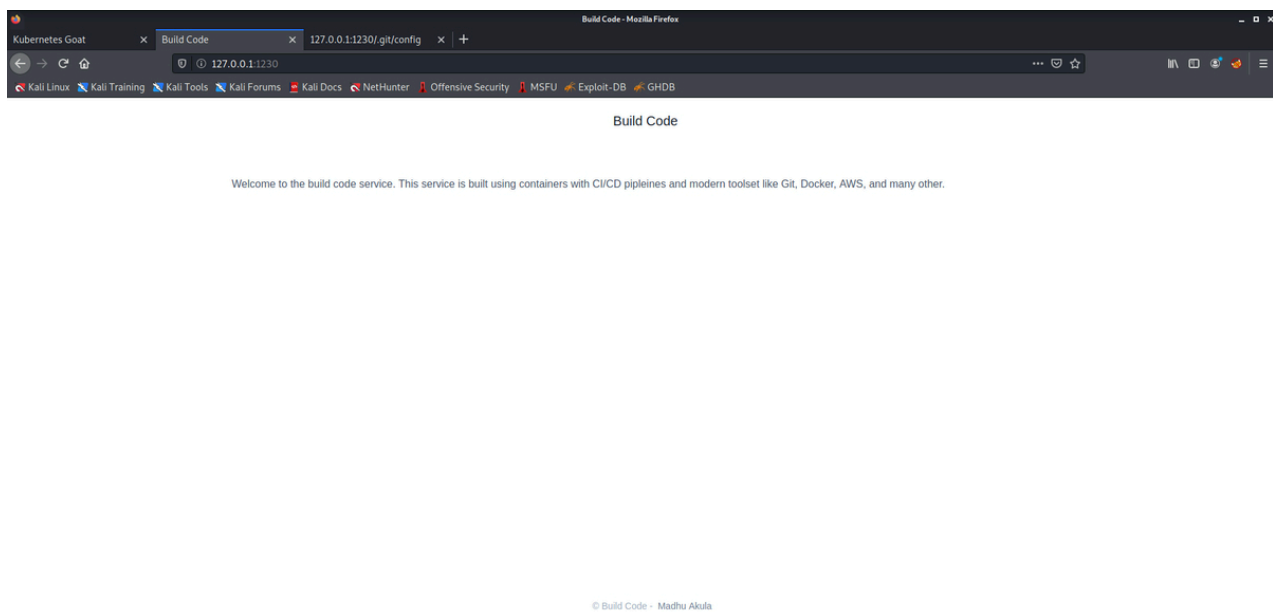 Build Code - Mozilla Firefox
Kubernetes Goat
Build Code
127.0.0.1:1230/.git/config
127.0.0.1:1230
Kali Linux Kali Training Kali Tools Kali Forums Kali Docs NetHunter Offensive Security MSFU Exploit-DB GHDB
Build Code
Welcome to the build code service. This service is built using containers with CI/CD pipleines and modern toolset like Git, Docker, AWS, and many other.
© Build Code - Madhu Akula